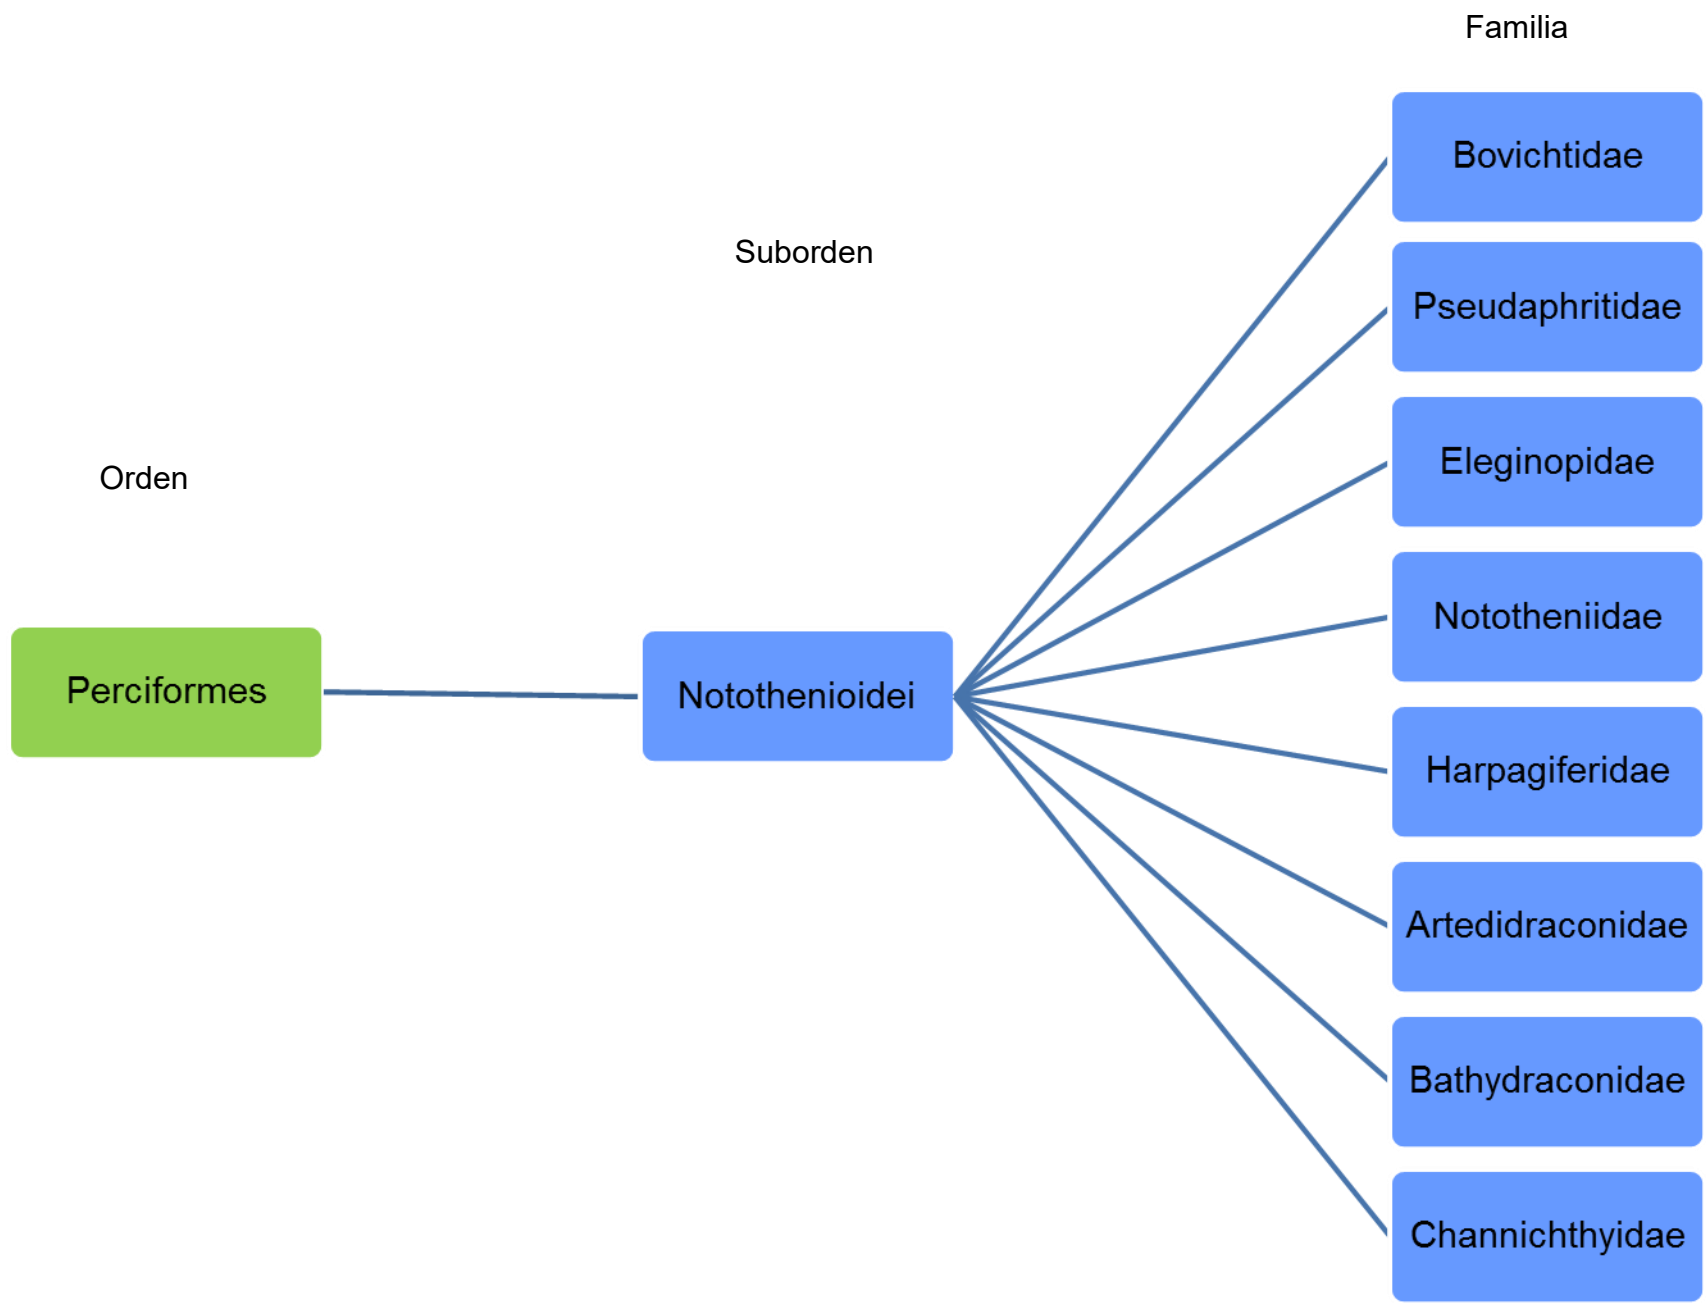 Familia
Bovichtidae
Suborden
Pseudaphritidae
Eleginopidae
Orden
Nototheniidae
Perciformes
Notothenioidei
Harpagiferidae
Artedidraconidae
Bathydraconidae
Channichthyidae